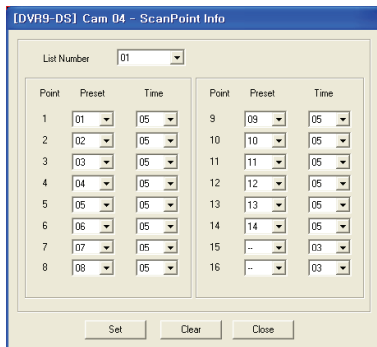 [DVR9-DS] Cam 04 - ScanPoint Info
List Number 01
Point Preset Time Point Preset Time
1 01 05 9 09 05
2 02 05 10 10 05
3 03 05 11 11 05
4 04 05 12 12 05
5 05 05 13 13 05
6 06 05 14 14 05
7 07 05 15 -- 03
8 08 05 16 -- 03
Set Clear Close